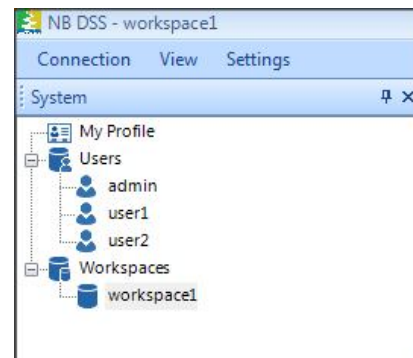 NB DSS - workspace1
Connection View Settings
System
My Profile
Users
admin
user1
user2
Workspaces
workspace1